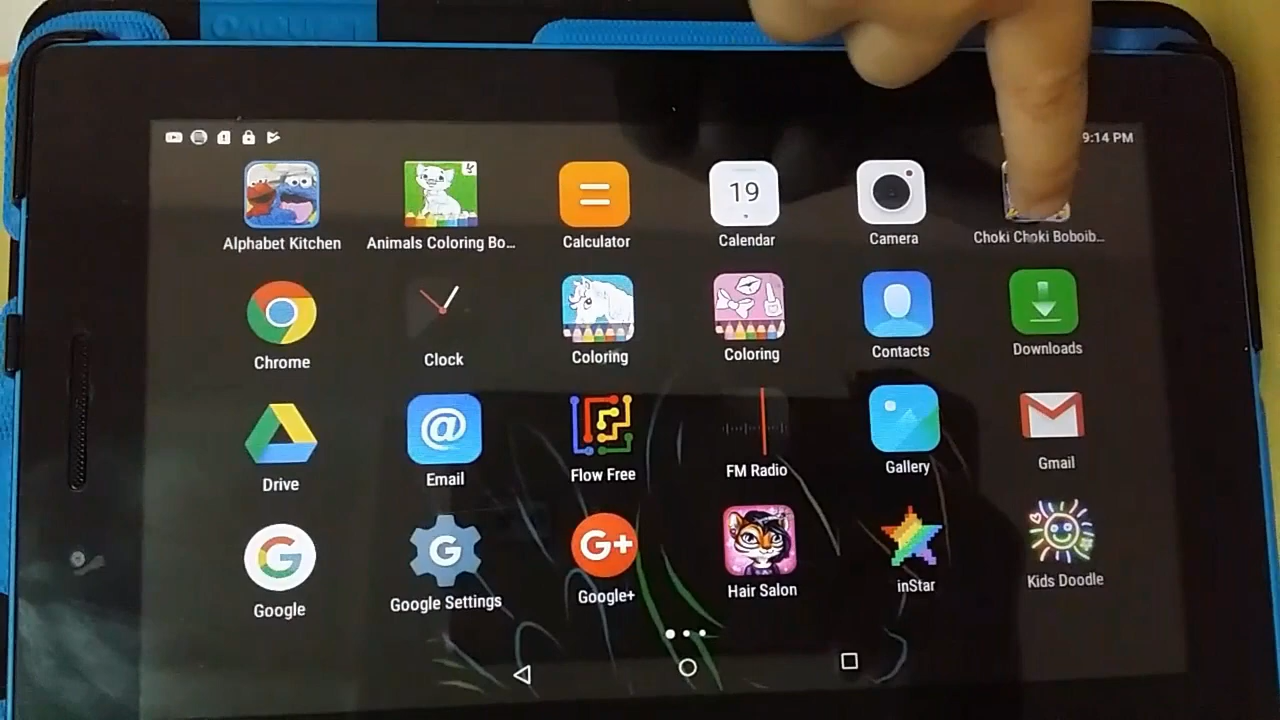 9:14 PM
19
Alphabet Kitchen
Animals Coloring Bo...
Calculator
Calendar
Camera
Choki Choki Boboib...
Chrome
Clock
Coloring
Coloring
Contacts
Downloads
@
Drive
Email
Flow Free
FM Radio
Gallery
Gmail
G
G
G+
Google
Google Settings
Google+
Hair Salon
inStar
Kids Doodle